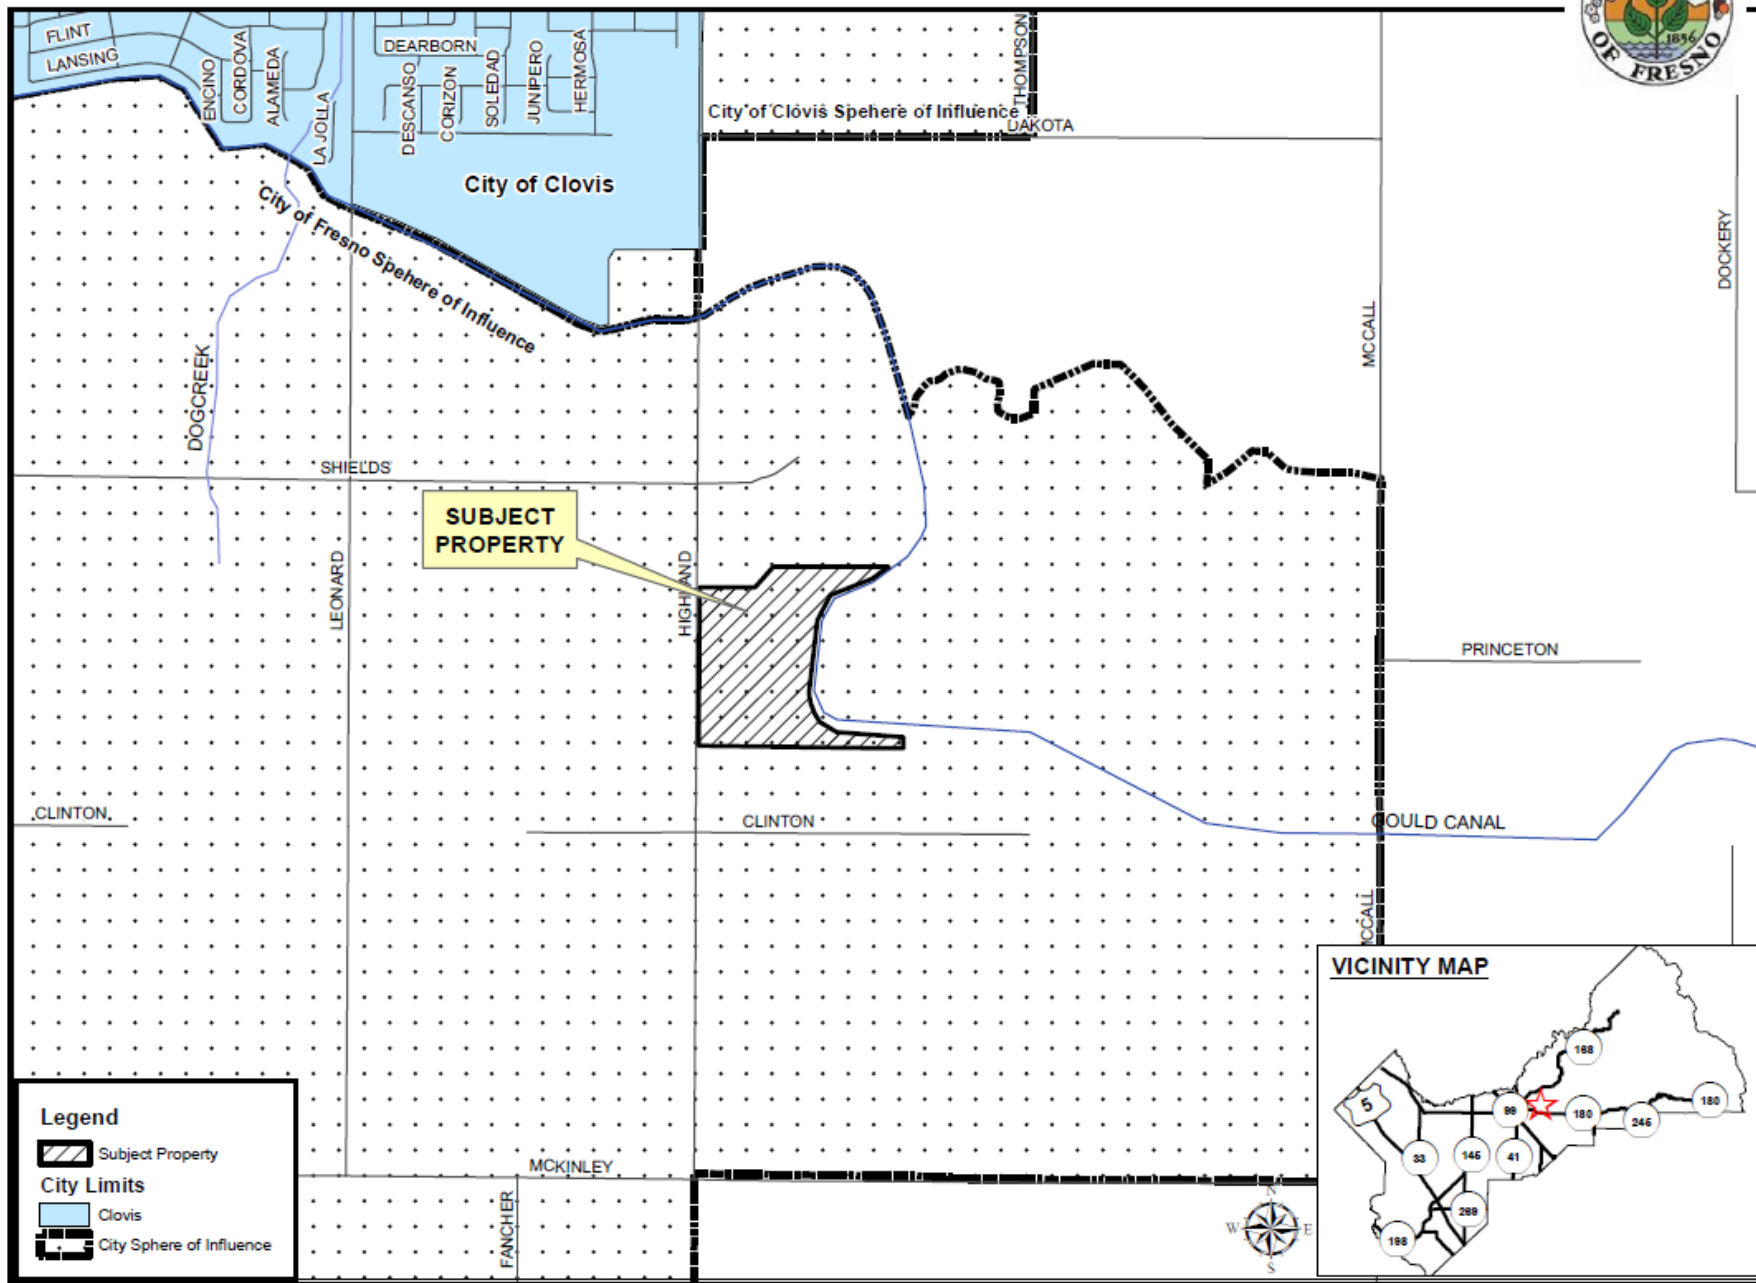 FLINT
LANSING
ENCINO
CORDOVA
ALAMEDA
LA JOLLA
DEARBORN
DESCANSO
CORIZON
SOLEDAD
JUNIPERO
HERMOSA
THOMPSON
City of Clovis Spehere of Influence
DAKOTA
1856
OF FRESNO
City of Clovis
City of Fresno Spehere of Influence
DOCKERY
MCCALL
DOGCREEK
SHIELDS
SUBJECT
PROPERTY
LEONARD
HIGHLAND
PRINCETON
CLINTON
CLINTON
GOULD CANAL
MCCALL
VICINITY MAP
168
5
99
180
180
245
33
145
41
269
198
Legend
Subject Property
City Limits
Clovis
City Sphere of Influence
MCKINLEY
FANCHER
N
W
E
S